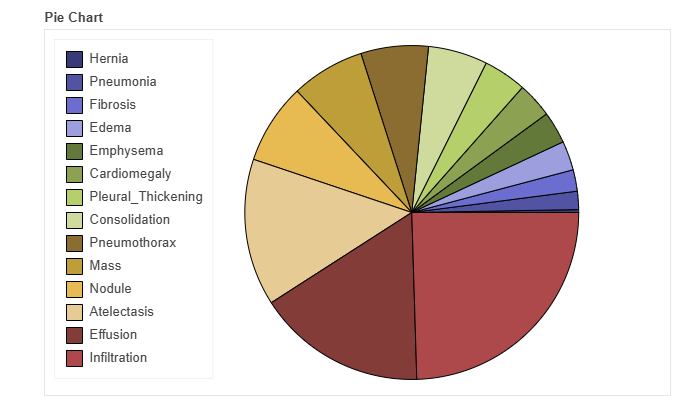 Pie Chart
Hernia
Pneumonia
Fibrosis
Edema
Emphysema
Cardiomegaly
Pleural_Thickening
Consolidation
Pneumothorax
Mass
Nodule
Atelectasis
Effusion
Infiltration